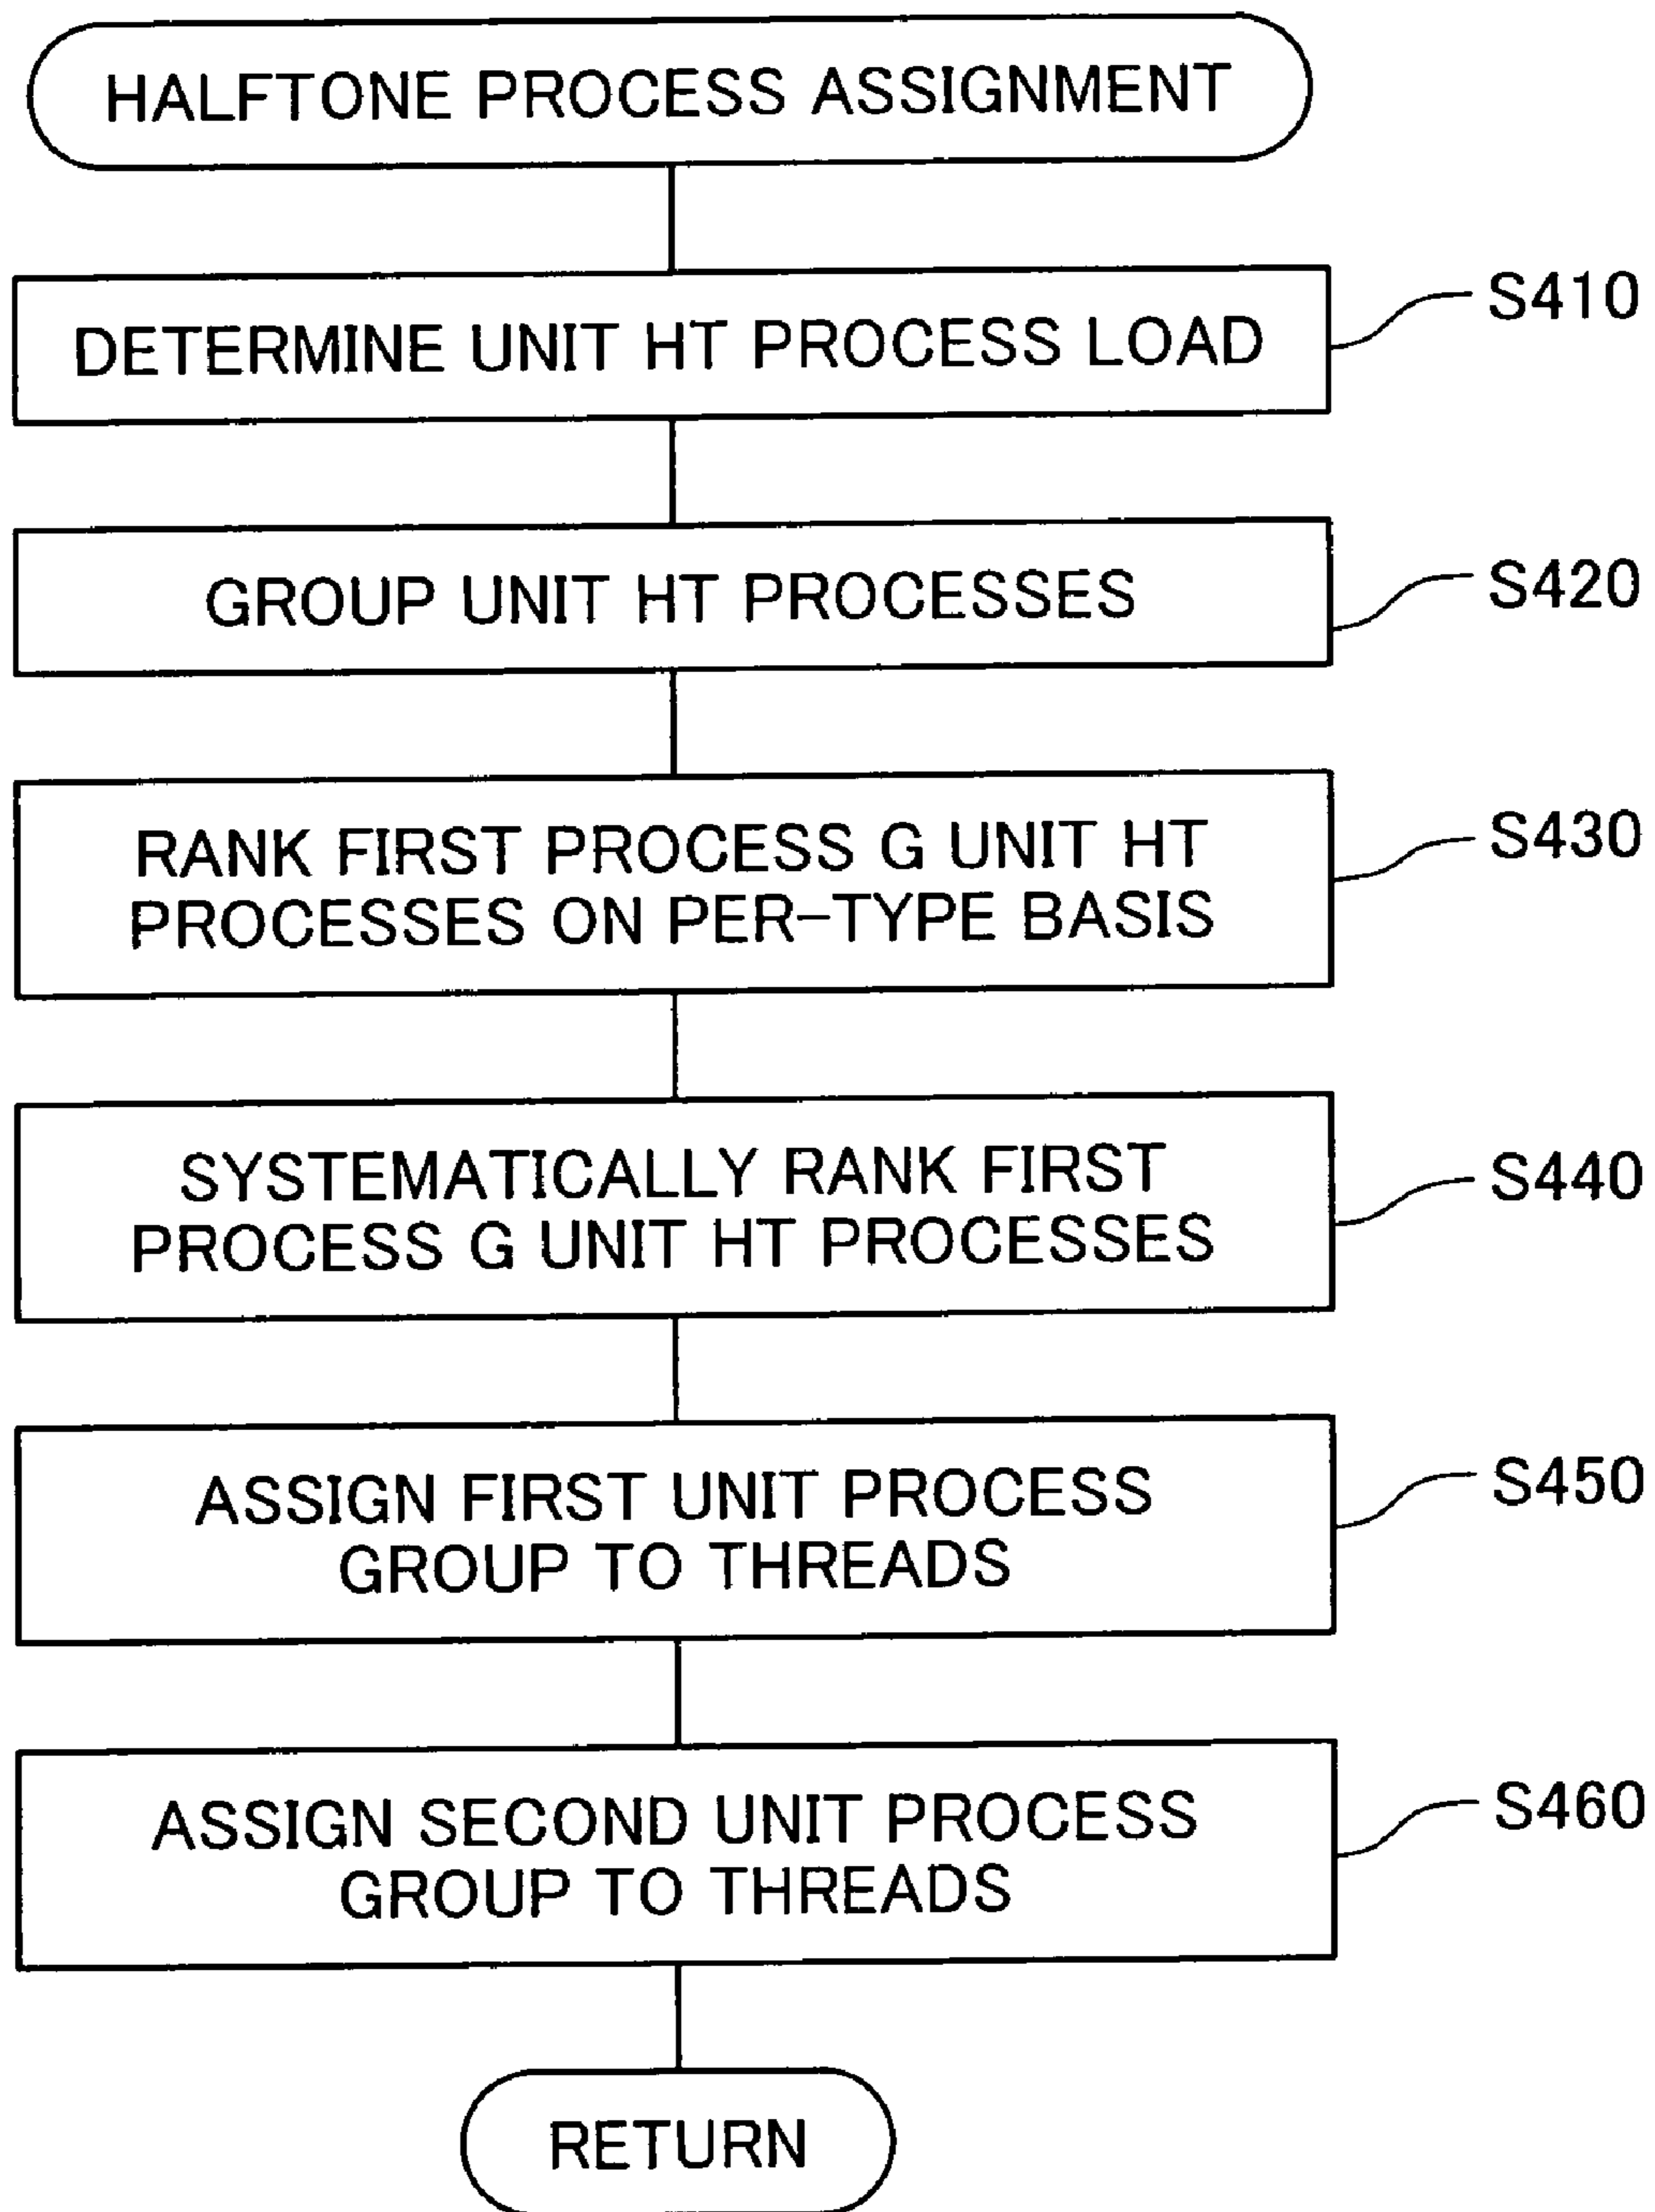 HALFTONE PROCESS ASSIGNMENT
DETERMINE UNIT HT PROCESS LOAD
S410
GROUP UNIT HT PROCESSES
S420
RANK FIRST PROCESS G UNIT HT
PROCESSES ON PER-TYPE BASIS
S430
SYSTEMATICALLY RANK FIRST
PROCESS G UNIT HT PROCESSES
S440
ASSIGN FIRST UNIT PROCESS
GROUP TO THREADS
S450
ASSIGN SECOND UNIT PROCESS
GROUP TO THREADS
S460
RETURN